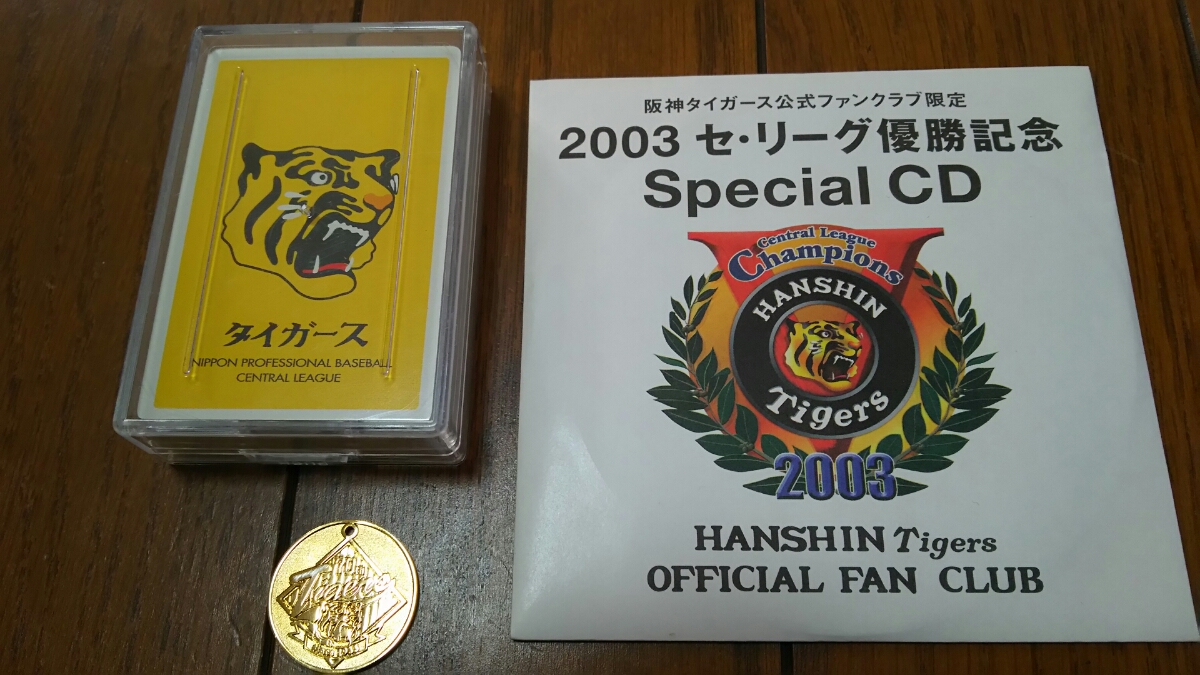 タイガース
NIPPON PROFESSIONAL BASEBALL
CENTRAL LEAGUE
Tigers
阪神タイガース公式ファンクラブ限定
2003 セ・リーグ優勝記念
Special CD
Central League
Champions
HANSHIN
Tigers
2003
HANSHIN Tigers
OFFICIAL FAN CLUB